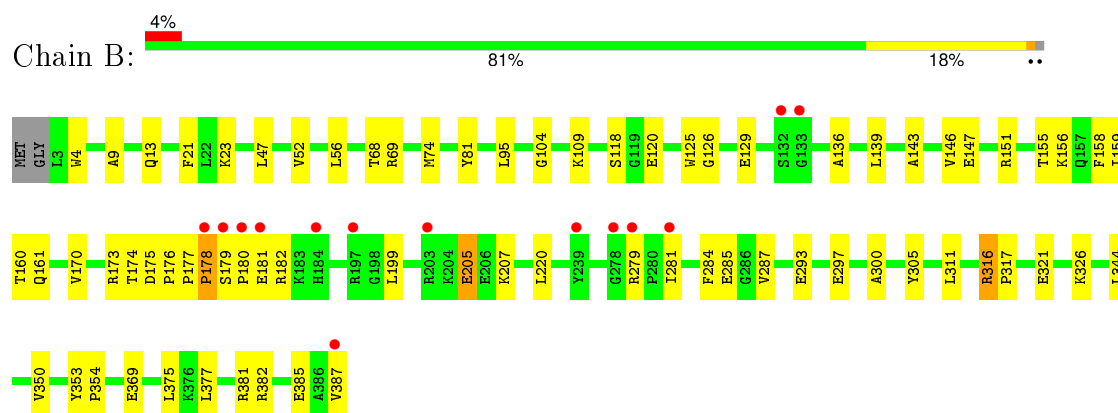 4%
Chain B:
81%
18%
••
MET GLY L3 W4 A9 Q13 F21 L22 K23 L47 V52 L56 T68 R69 M74 Y81 L95 G104 K109 S118 G119 E120 W125 G126 E129 S132 G133 A136 L139 A143 V146 E147 R151 T155 K156 Q157 F158 I159
T160 Q161 V170 R173 T174 D175 P176 P177 P178 S179 P180 E181 R182 K183 H184 R197 G198 L199 R203 K204 E205 E206 K207 L220 Y239 G278 R279 P280 I281 F284 E285 G286 V287 E293 E297 A300 Y305 L311 R316 P317 E321 K326 L344
V350 Y353 P354 E369 L375 K376 L377 R381 R382 E385 A386 V387